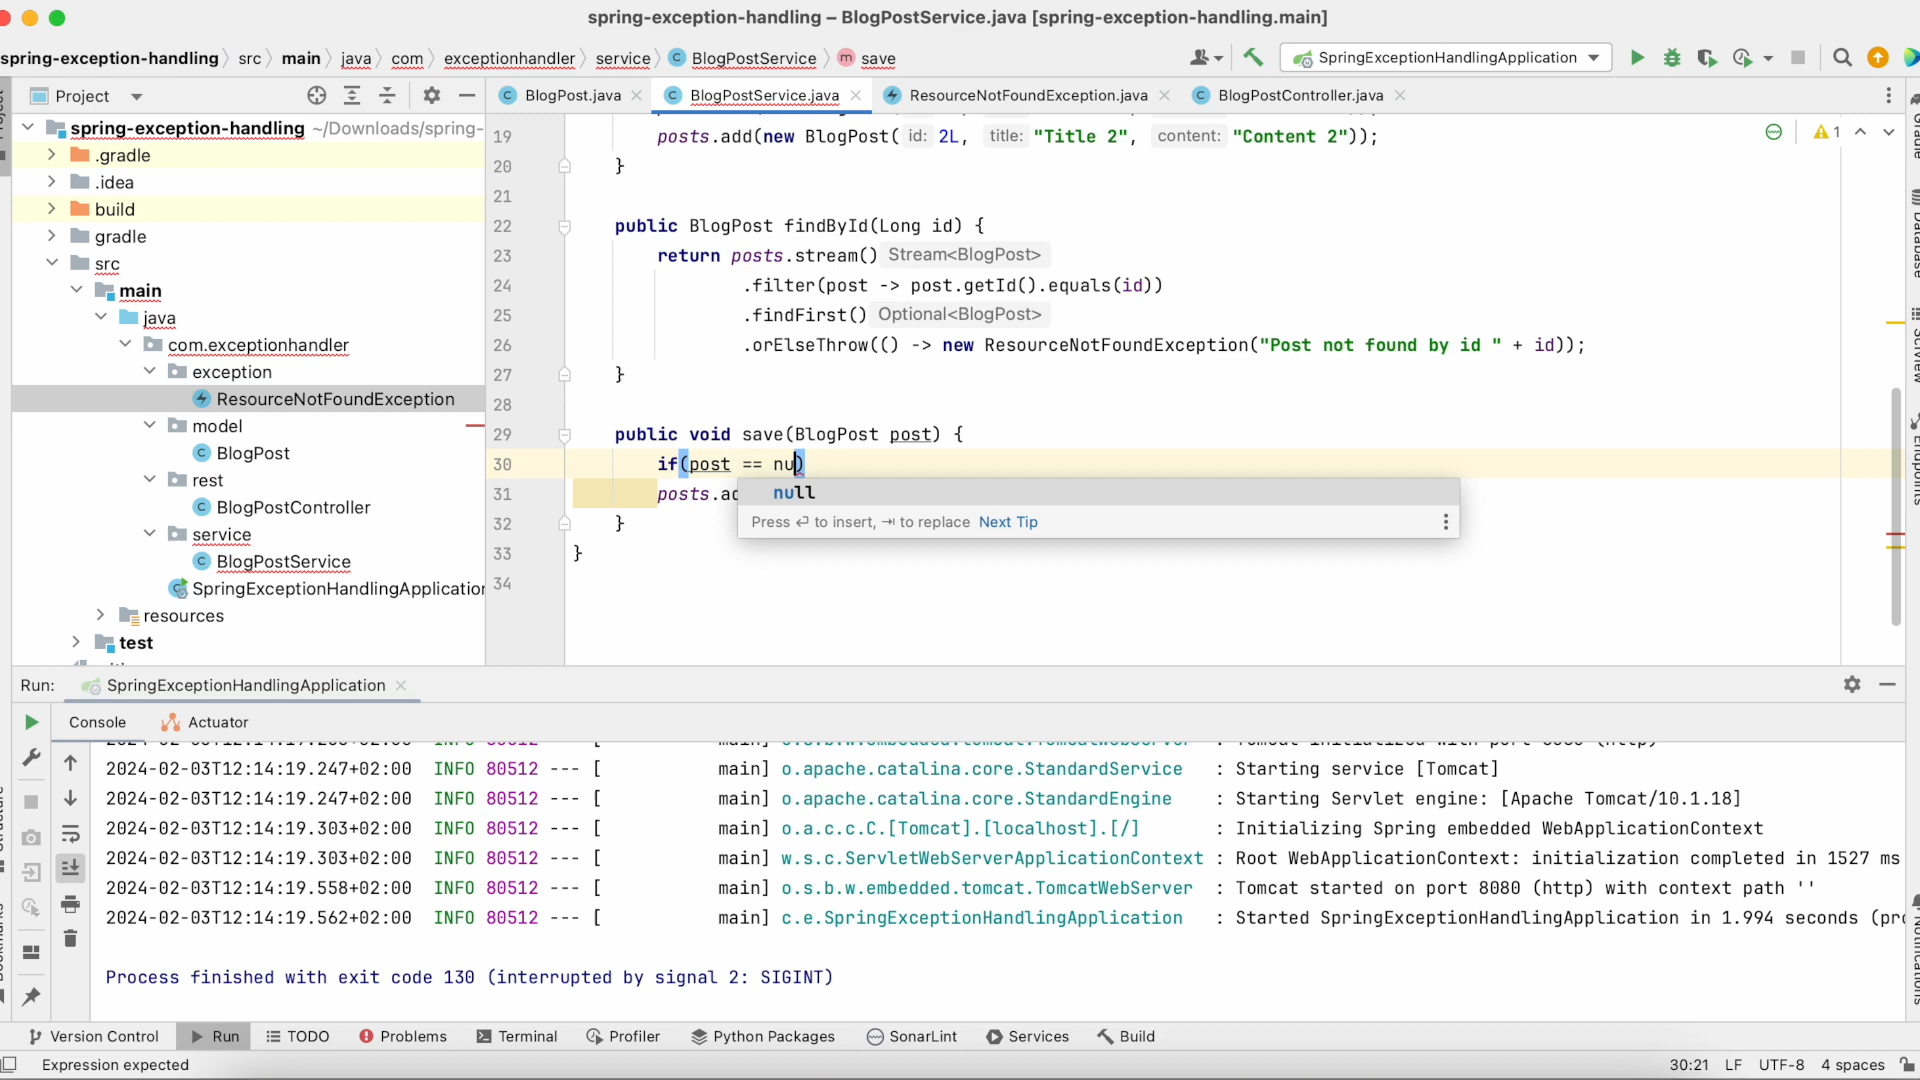 spring-exception-handling – BlogPostService.java [spring-exception-handling.main]
spring-exception-handling src main java com exceptionhandler service BlogPostService save
SpringExceptionHandlingApplication
Project
BlogPost.java BlogPostService.java ResourceNotFoundException.java BlogPostController.java
spring-exception-handling ~/Downloads/spring-
.gradle
.idea
build
gradle
src
main
java
com.exceptionhandler
exception
ResourceNotFoundException
model
BlogPost
rest
BlogPostController
service
BlogPostService
SpringExceptionHandlingApplication
resources
test
19 posts.add(new BlogPost( id: 2L, title: "Title 2", content: "Content 2"));
1
20 }
21
22 public BlogPost findById(Long id) {
23 return posts.stream() Stream<BlogPost>
24 .filter(post -> post.getId().equals(id))
25 .findFirst() Optional<BlogPost>
26 .orElseThrow(() -> new ResourceNotFoundException("Post not found by id " + id));
27 }
28
29 public void save(BlogPost post) {
30 if(post == nu)
null
31 posts.ad
Press ⏎ to insert, ⇥ to replace Next Tip
32 }
33 }
34
Gradle
Database
SciView
Endpoints
Notifications
Run: SpringExceptionHandlingApplication
Console Actuator
2024-02-03T12:14:19.247+02:00 INFO 80512 --- [ main] o.apache.catalina.core.StandardService : Starting service [Tomcat]
2024-02-03T12:14:19.247+02:00 INFO 80512 --- [ main] o.apache.catalina.core.StandardEngine : Starting Servlet engine: [Apache Tomcat/10.1.18]
2024-02-03T12:14:19.303+02:00 INFO 80512 --- [ main] o.a.c.c.C.[Tomcat].[localhost].[/] : Initializing Spring embedded WebApplicationContext
2024-02-03T12:14:19.303+02:00 INFO 80512 --- [ main] w.s.c.ServletWebServerApplicationContext : Root WebApplicationContext: initialization completed in 1527 ms
2024-02-03T12:14:19.558+02:00 INFO 80512 --- [ main] o.s.b.w.embedded.tomcat.TomcatWebServer : Tomcat started on port 8080 (http) with context path ''
2024-02-03T12:14:19.562+02:00 INFO 80512 --- [ main] c.e.SpringExceptionHandlingApplication : Started SpringExceptionHandlingApplication in 1.994 seconds (pro
Process finished with exit code 130 (interrupted by signal 2: SIGINT)
Version Control Run TODO Problems Terminal Profiler Python Packages SonarLint Services Build
Expression expected 30:21 LF UTF-8 4 spaces